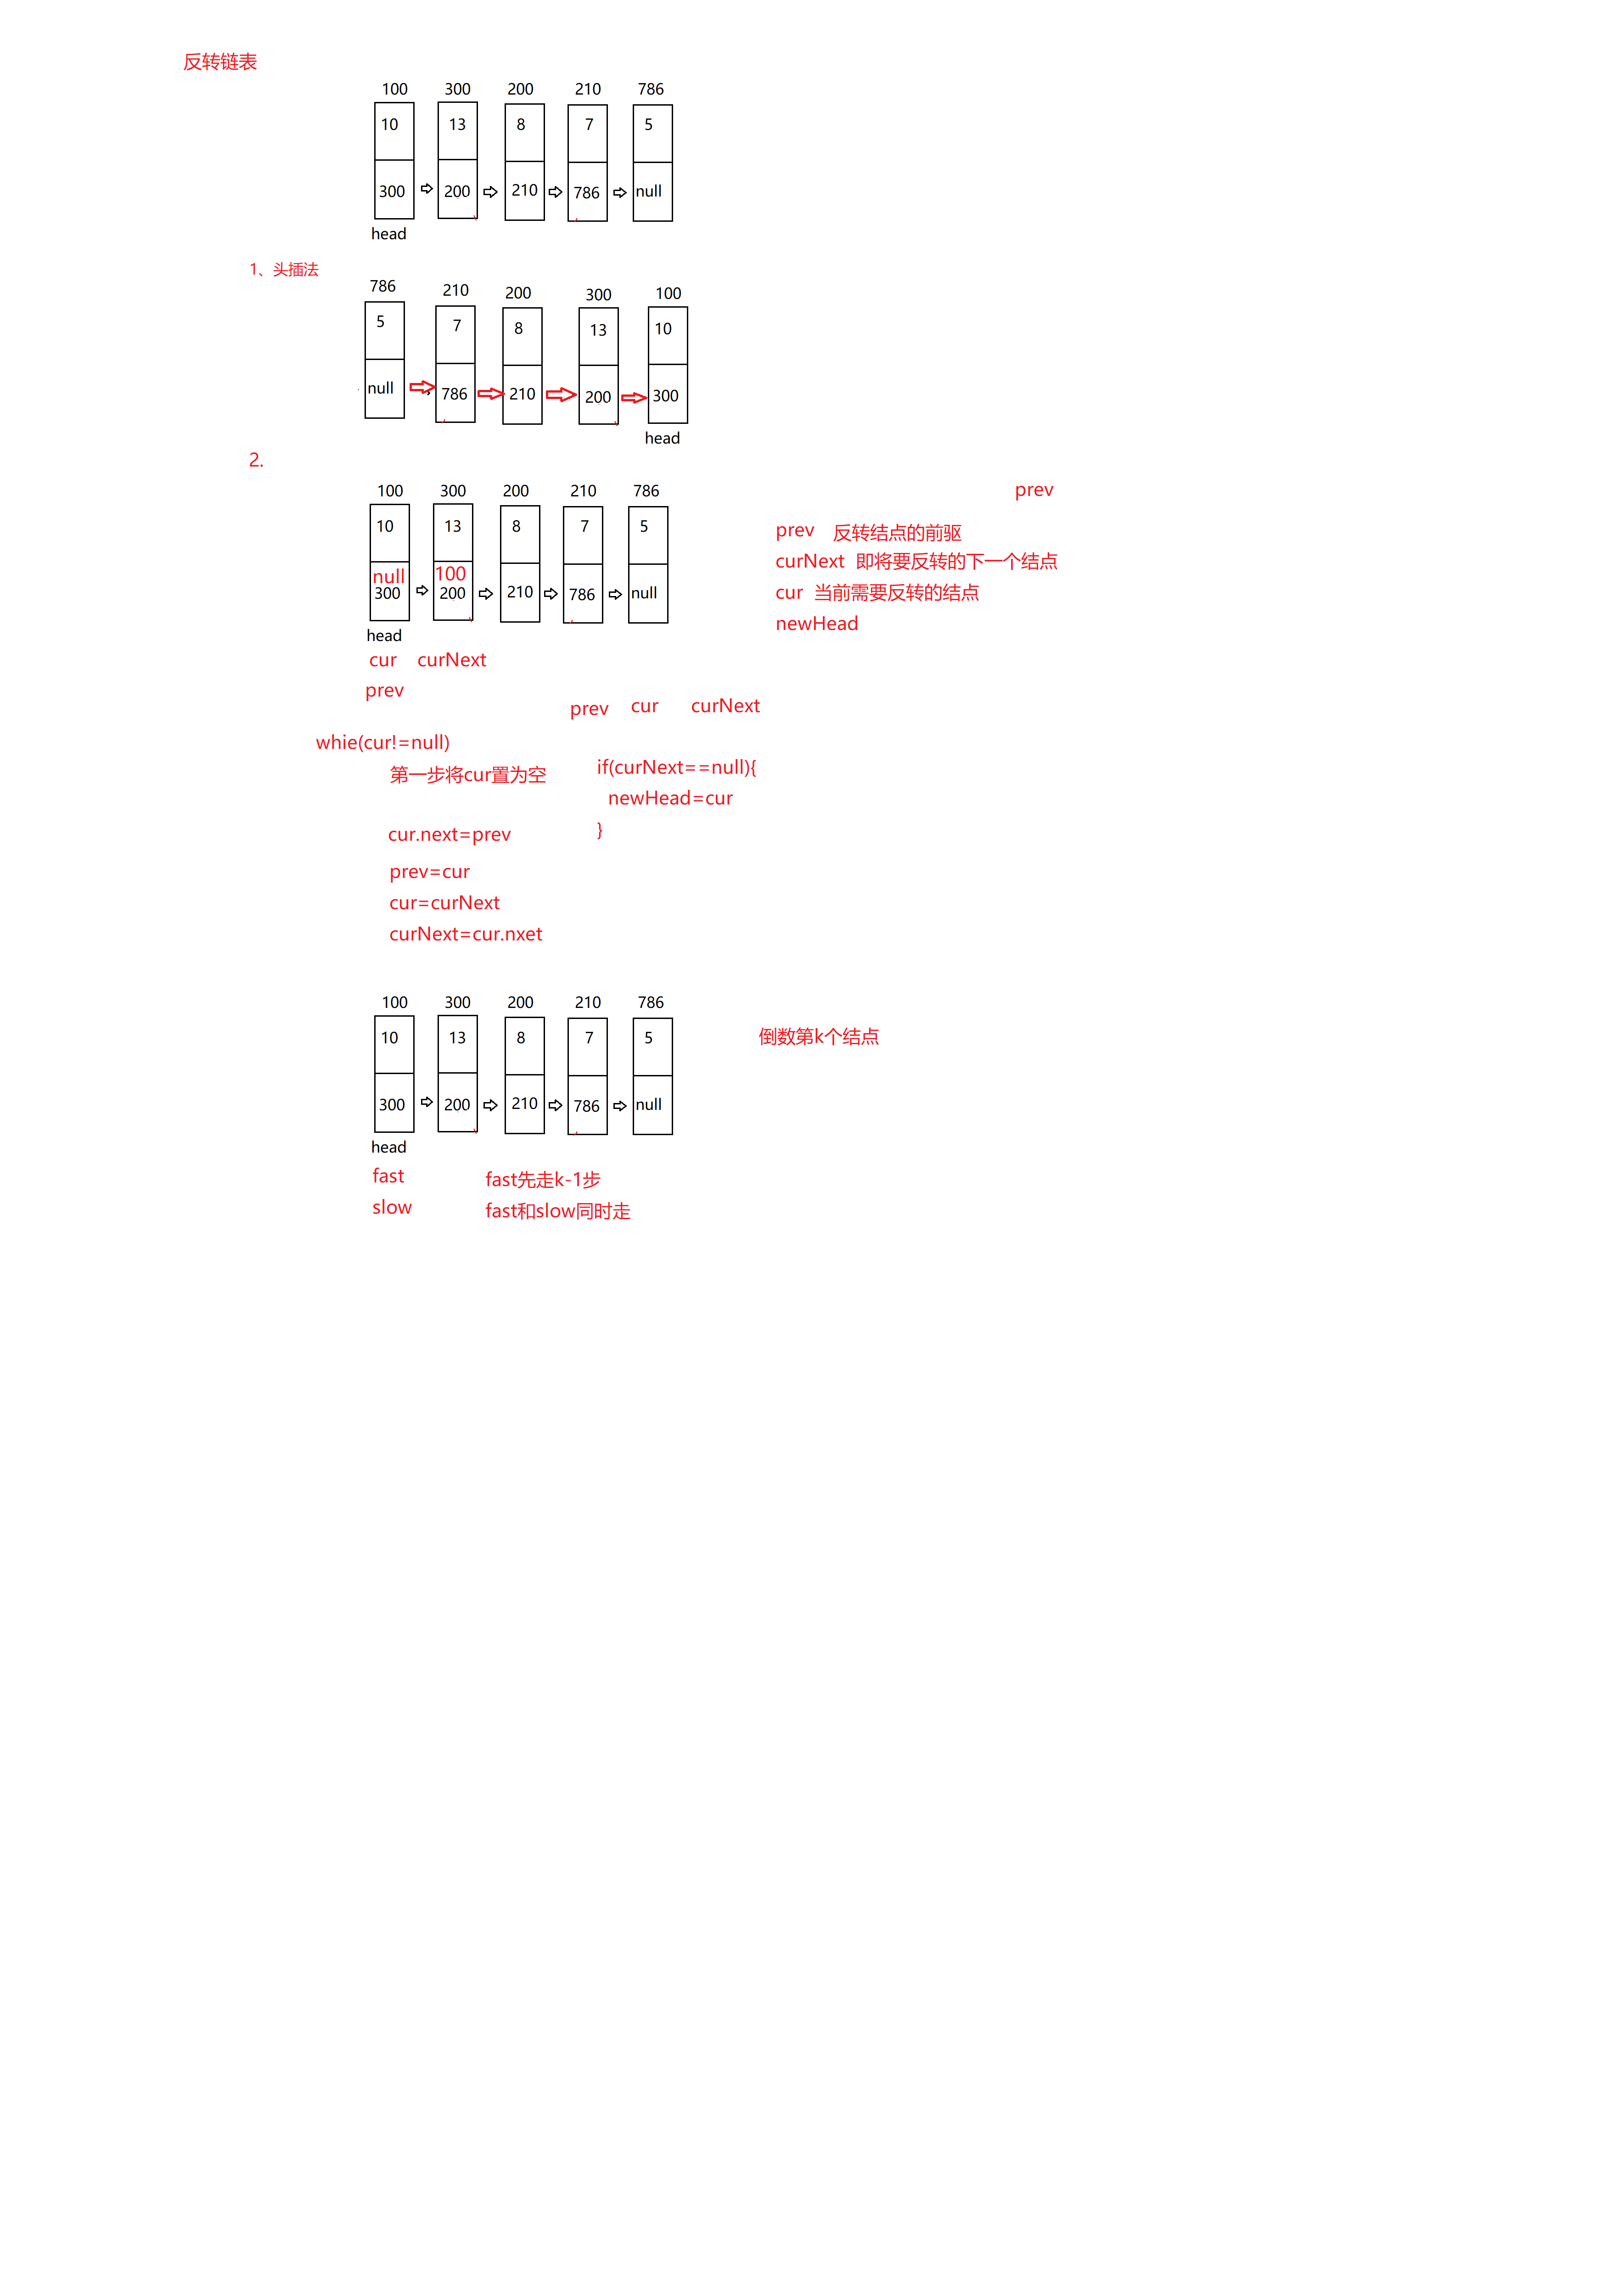 反转链表
100 300 200 210 786
10 13 8 7 5
300 200 210 786 null
head
1、头插法
786 210 200 300 100
5 7 8 13 10
null 786 210 200 300
head
2.
100 300 200 210 786
prev
10 13 8 7 5
prev 反转结点的前驱
curNext 即将要反转的下一个结点
null 100
300 200 210 786 null
cur 当前需要反转的结点
newHead
head
cur curNext
prev
prev cur curNext
whie(cur!=null)
第一步将cur置为空
if(curNext==null){
newHead=cur
}
cur.next=prev
prev=cur
cur=curNext
curNext=cur.nxet
100 300 200 210 786
10 13 8 7 5
倒数第k个结点
300 200 210 786 null
head
fast
fast先走k-1步
slow
fast和slow同时走